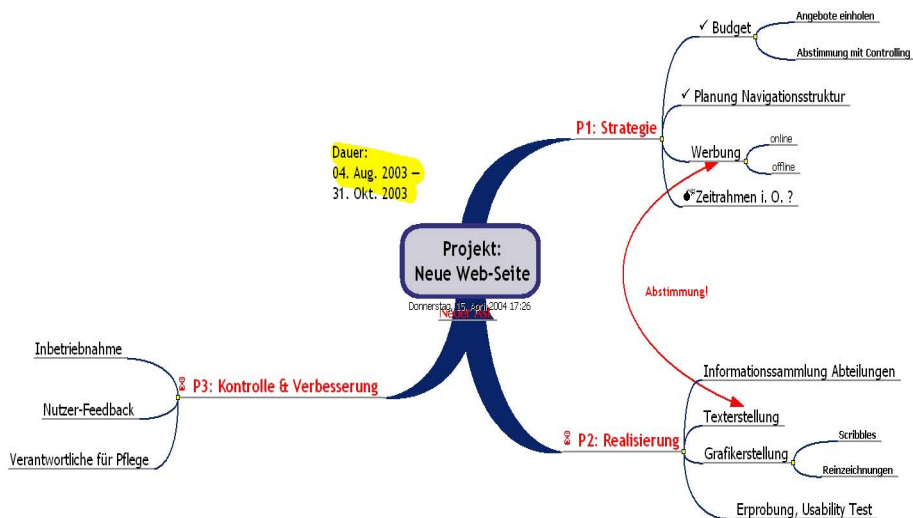 Dauer:
04. Aug. 2003 –
31. Okt. 2003
Projekt:
Neue Web-Seite
Donnerstag, 15. April 2004 17:26
Neuer Ast
P1: Strategie
Budget
Angebote einholen
Abstimmung mit Controlling
Planung Navigationsstruktur
Werbung
online
offline
Zeitrahmen i. O. ?
Abstimmung!
P2: Realisierung
Informationssammlung Abteilungen
Texterstellung
Grafikerstellung
Scribbles
Reinzeichnungen
Erprobung, Usability Test
P3: Kontrolle & Verbesserung
Inbetriebnahme
Nutzer-Feedback
Verantwortliche für Pflege